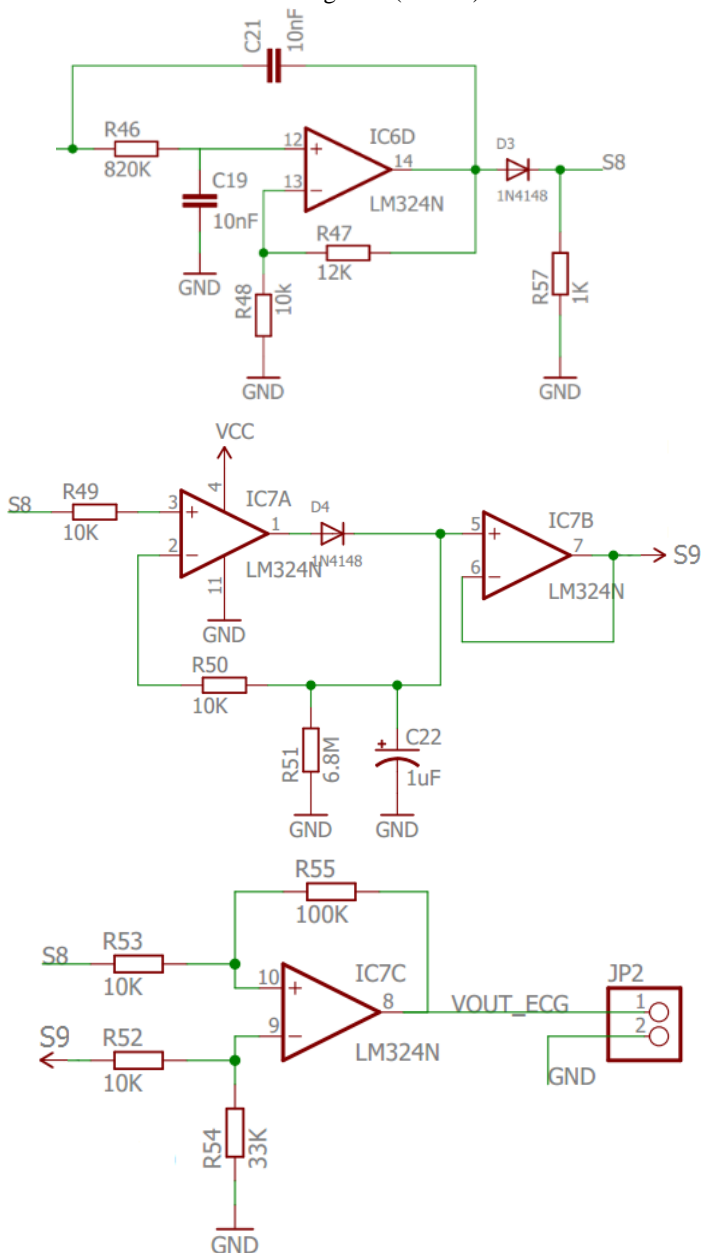 C21
10nF
R46
820K
C19
10nF
GND
12
13
14
IC6D
LM324N
R47
12K
R48
10k
GND
D3
1N4148
S8
R57
1K
GND
VCC
S8
R49
10K
3
2
4
11
1
IC7A
LM324N
GND
D4
1N4148
5
6
7
IC7B
LM324N
S9
R50
10K
R51
6.8M
GND
C22
1uF
GND
R55
100K
S8
R53
10K
S9
R52
10K
10
9
8
IC7C
LM324N
R54
33K
GND
VOUT_ECG
JP2
1
2
GND